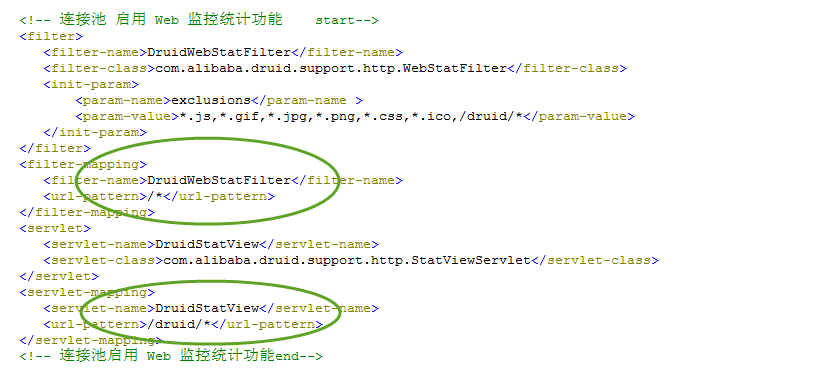 <!-- 连接池 启用 Web 监控统计功能    start-->
<filter>
   <filter-name>DruidWebStatFilter</filter-name>
   <filter-class>com.alibaba.druid.support.http.WebStatFilter</filter-class>
   <init-param>
       <param-name>exclusions</param-name >
       <param-value>*.js,*.gif,*.jpg,*.png,*.css,*.ico,/druid/*</param-value>
   </init-param>
</filter>
<filter-mapping>
   <filter-name>DruidWebStatFilter</filter-name>
   <url-pattern>/*</url-pattern>
</filter-mapping>
<servlet>
   <servlet-name>DruidStatView</servlet-name>
   <servlet-class>com.alibaba.druid.support.http.StatViewServlet</servlet-class>
</servlet>
<servlet-mapping>
   <servlet-name>DruidStatView</servlet-name>
   <url-pattern>/druid/*</url-pattern>
</servlet-mapping>
<!-- 连接池启用 Web 监控统计功能end-->